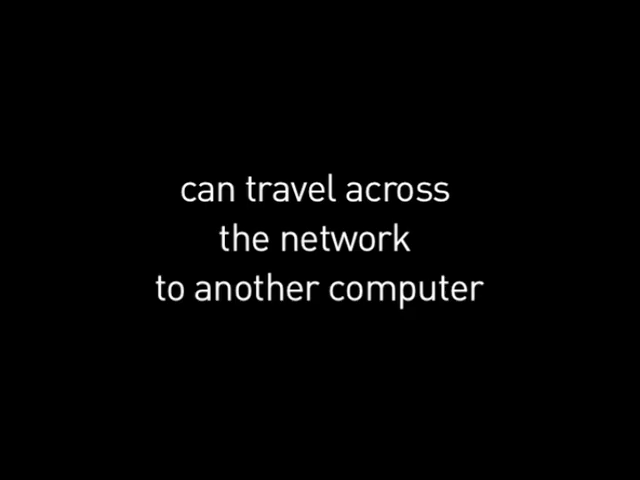 can travel across
the network
to another computer